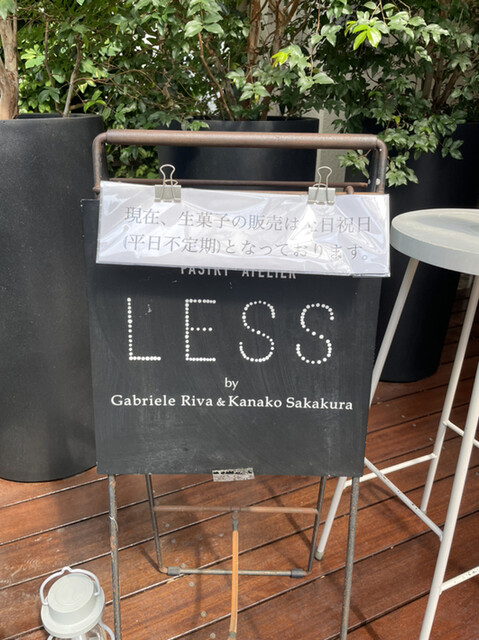 現在、生菓子の販売は土日祝日
(平日不定期)となっております。
PASTRY ATELIER
LESS
by
Gabriele Riva & Kanako Sakakura